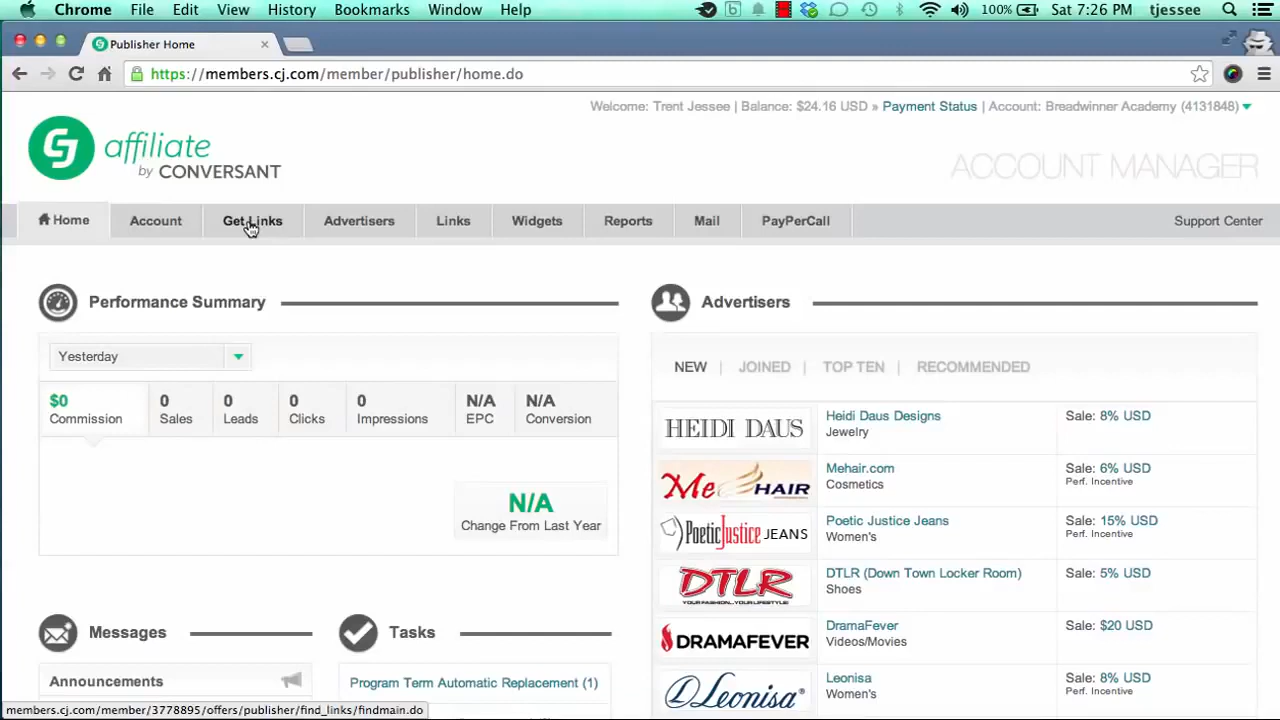 Chrome File Edit View History Bookmarks Window Help 100% Sat 7:26 PM tjessee
Publisher Home
https://members.cj.com/member/publisher/home.do
Welcome: Trent Jessee | Balance: $24.16 USD » Payment Status | Account: Breadwinner Academy (4131848)
affiliate
by CONVERSANT
ACCOUNT MANAGER
Home Account Get Links Advertisers Links Widgets Reports Mail PayPerCall Support Center
Performance Summary
Yesterday
$0 0 0 0 0 N/A N/A
Commission Sales Leads Clicks Impressions EPC Conversion
N/A
Change From Last Year
Advertisers
NEW | JOINED | TOP TEN | RECOMMENDED
HEIDI DAUS Heidi Daus Designs Sale: 8% USD
Jewelry
Me HAIR Mehair.com Sale: 6% USD
Cosmetics Perf. Incentive
Poetic Justice JEANS Poetic Justice Jeans Sale: 15% USD
Women's Perf. Incentive
DTLR DTLR (Down Town Locker Room) Sale: 5% USD
YOUR FASHION...YOUR LIFESTYLE! Shoes
DRAMAFEVER DramaFever Sale: $20 USD
Videos/Movies
Leonisa Leonisa Sale: 8% USD
Women's Perf. Incentive
Messages Tasks
Announcements Program Term Automatic Replacement (1)
members.cj.com/member/3778895/offers/publisher/find_links/findmain.do